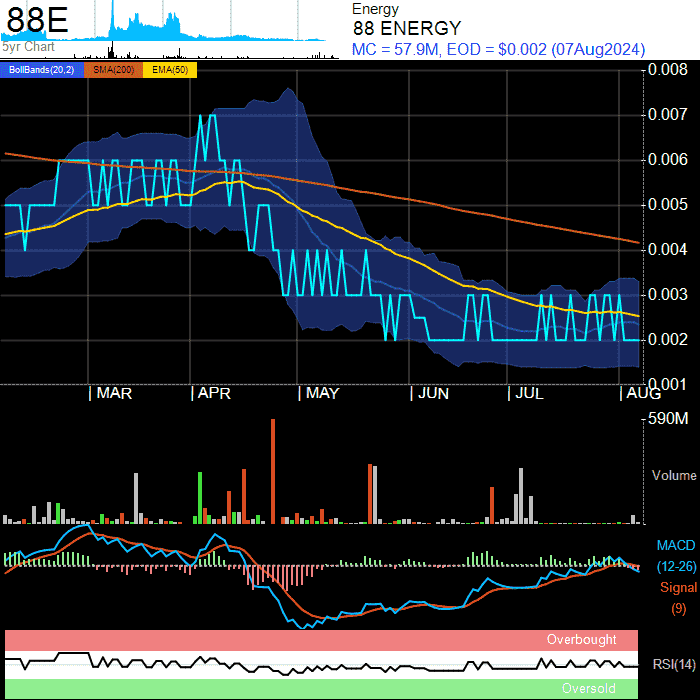 88E
5yr Chart
Energy
88 ENERGY
MC = 57.9M, EOD = $0.002 (07Aug2024)
BollBands(20,2) SMA(200) EMA(50)
0.008
0.007
0.006
0.005
0.004
0.003
0.002
0.001
MAR APR MAY JUN JUL AUG
590M
Volume
MACD
(12-26)
Signal
(9)
Overbought
RSI(14)
Oversold